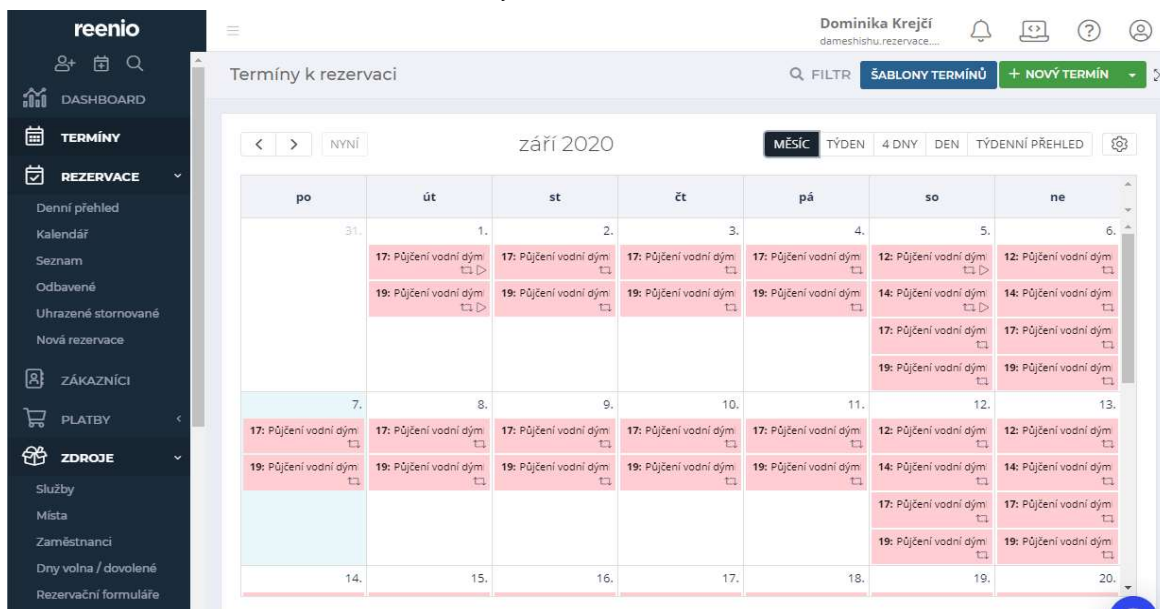 reenio
Dominika Krejčí
dameshishu.rezervace....
DASHBOARD
TERMÍNY
REZERVACE
Denní přehled
Kalendář
Seznam
Odbavené
Uhrazené stornované
Nová rezervace
ZÁKAZNÍCI
PLATBY
ZDROJE
Služby
Místa
Zaměstnanci
Dny volna / dovolené
Rezervační formuláře
Termíny k rezervaci
FILTR ŠABLONY TERMÍNŮ + NOVÝ TERMÍN
NYNÍ září 2020 MĚSÍC TÝDEN 4 DNY DEN TÝDENNÍ PŘEHLED
po út st čt pá so ne
31. 1. 2. 3. 4. 5. 6.
17: Půjčení vodní dým 17: Půjčení vodní dým 17: Půjčení vodní dým 17: Půjčení vodní dým 12: Půjčení vodní dým 12: Půjčení vodní dým
19: Půjčení vodní dým 19: Půjčení vodní dým 19: Půjčení vodní dým 19: Půjčení vodní dým 14: Půjčení vodní dým 14: Půjčení vodní dým
17: Půjčení vodní dým 17: Půjčení vodní dým
19: Půjčení vodní dým 19: Půjčení vodní dým
7. 8. 9. 10. 11. 12. 13.
17: Půjčení vodní dým 17: Půjčení vodní dým 17: Půjčení vodní dým 17: Půjčení vodní dým 17: Půjčení vodní dým 12: Půjčení vodní dým 12: Půjčení vodní dým
19: Půjčení vodní dým 19: Půjčení vodní dým 19: Půjčení vodní dým 19: Půjčení vodní dým 19: Půjčení vodní dým 14: Půjčení vodní dým 14: Půjčení vodní dým
17: Půjčení vodní dým 17: Půjčení vodní dým
19: Půjčení vodní dým 19: Půjčení vodní dým
14. 15. 16. 17. 18. 19. 20.